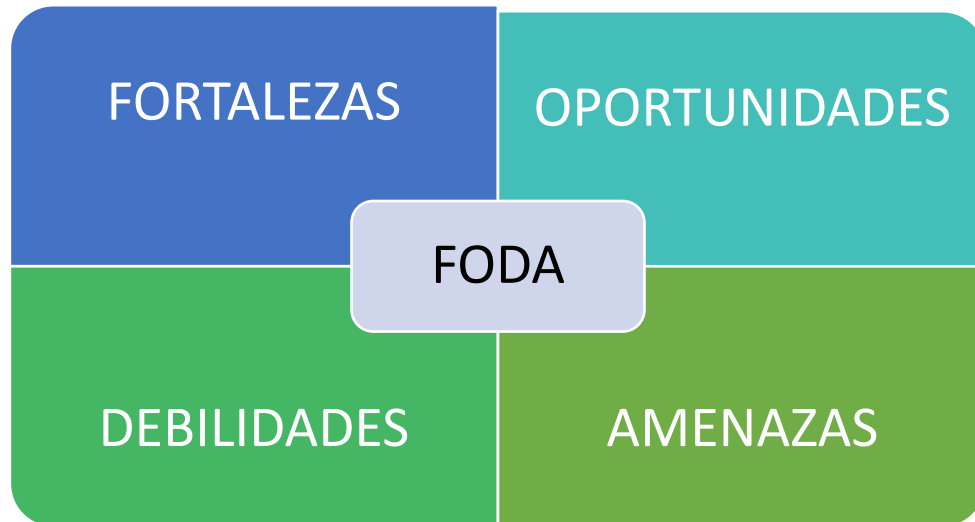 FORTALEZAS
OPORTUNIDADES
FODA
DEBILIDADES
AMENAZAS